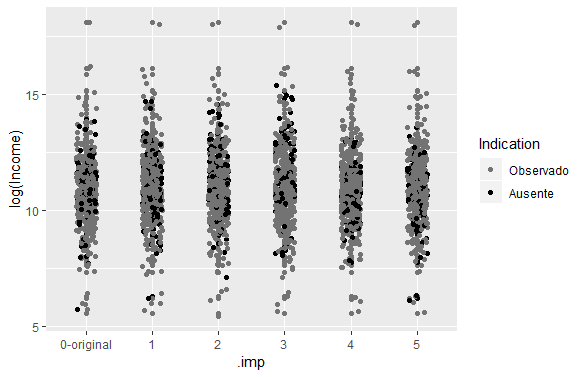 log(Income)
15
10
5
0-original 1 2 3 4 5
.imp
Indication
Observado
Ausente